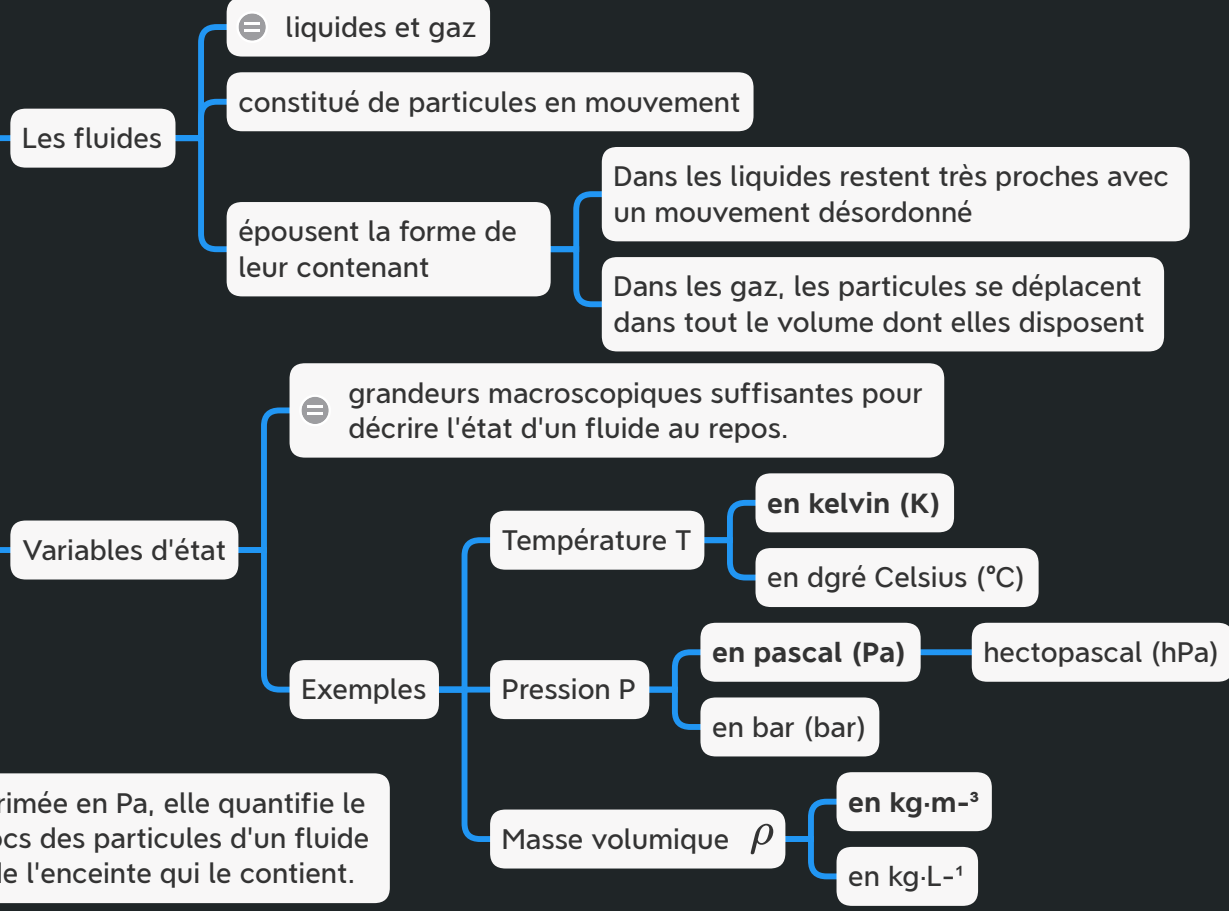 liquides et gaz
constitué de particules en mouvement
Les fluides
épousent la forme de
leur contenant
Dans les liquides restent très proches avec
un mouvement désordonné
Dans les gaz, les particules se déplacent
dans tout le volume dont elles disposent
grandeurs macroscopiques suffisantes pour
décrire l'état d'un fluide au repos.
Variables d'état
Exemples
Température T
en kelvin (K)
en dgré Celsius (°C)
Pression P
en pascal (Pa)
hectopascal (hPa)
en bar (bar)
Masse volumique ρ
en kg·m-³
en kg·L-¹
en Pa, elle quantifie le
des particules d'un fluide
de l'enceinte qui le contient.